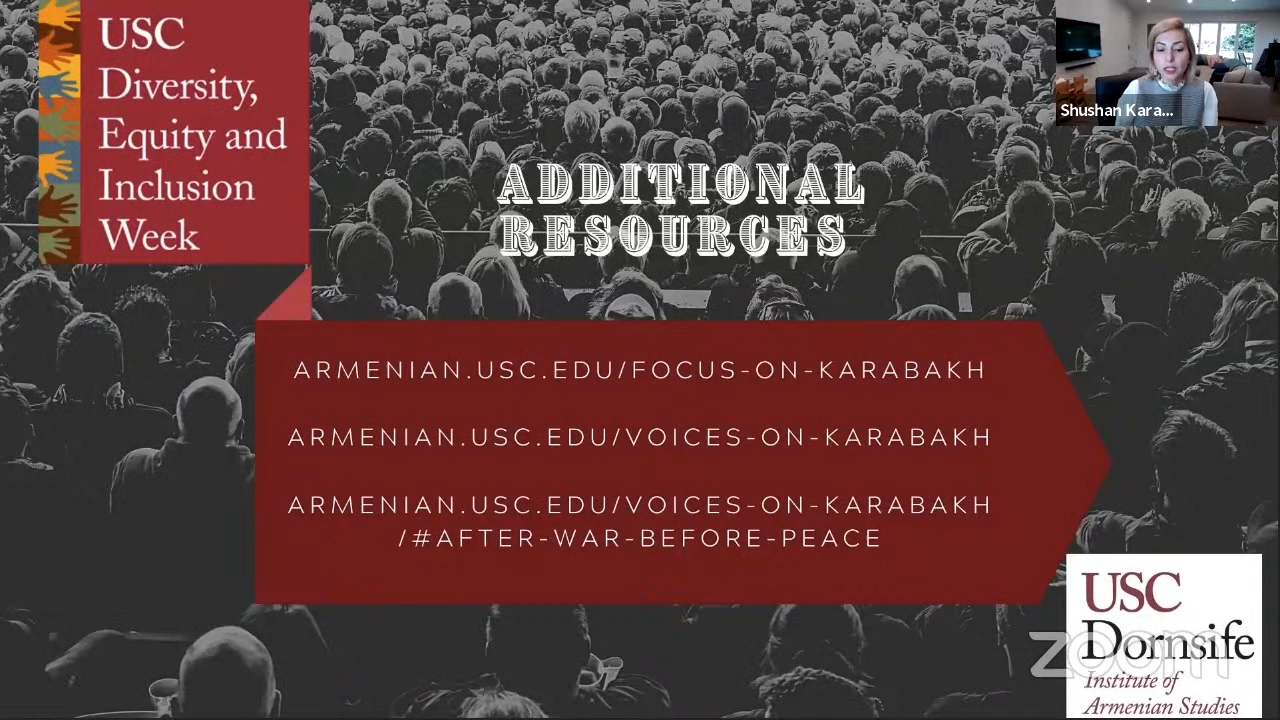 USC
Diversity,
Equity and
Inclusion
Week
Shushan Kara...
ADDITIONAL
RESOURCES
ARMENIAN.USC.EDU/FOCUS-ON-KARABAKH
ARMENIAN.USC.EDU/VOICES-ON-KARABAKH
ARMENIAN.USC.EDU/VOICES-ON-KARABAKH
/#AFTER-WAR-BEFORE-PEACE
USC
Dornsife
zoom
Institute of
Armenian Studies